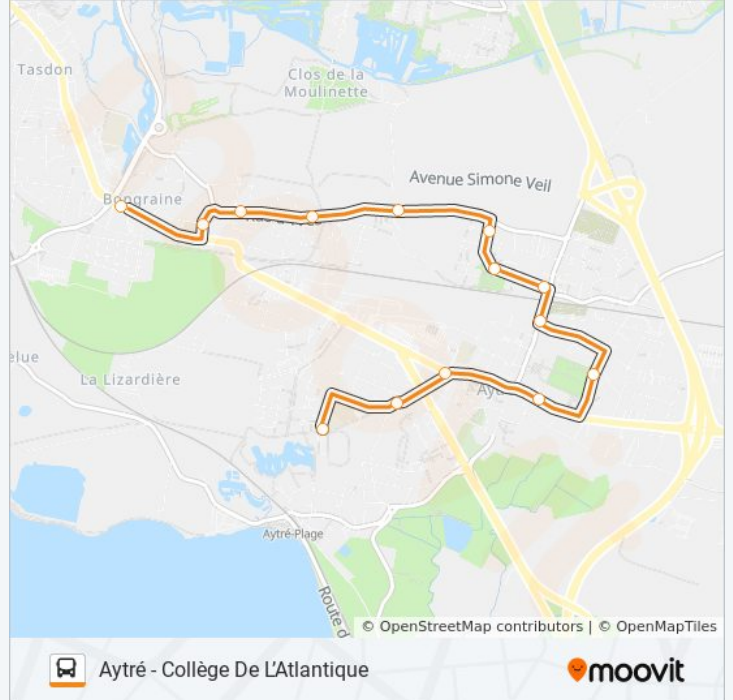 Tasdon
Clos de la
Moulinette
Avenue Simone Veil
Bongraine
elue
La Lizardière
Ay
Aytré-Plage
Route d
© OpenStreetMap contributors | © OpenMapTiles
Aytré - Collège De L’Atlantique
moovit